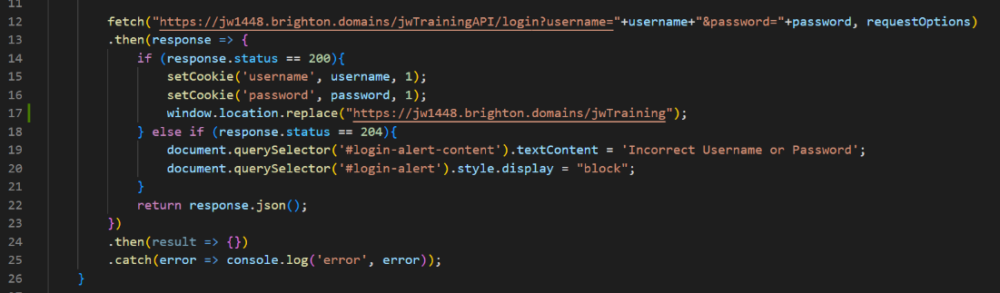 12 fetch("https://jw1448.brighton.domains/jwTrainingAPI/login?username="+username+"&password="+password, requestOptions)
13 .then(response => {
14 if (response.status == 200){
15 setCookie('username', username, 1);
16 setCookie('password', password, 1);
17 window.location.replace("https://jw1448.brighton.domains/jwTraining");
18 } else if (response.status == 204){
19 document.querySelector('#login-alert-content').textContent = 'Incorrect Username or Password';
20 document.querySelector('#login-alert').style.display = "block";
21 }
22 return response.json();
23 })
24 .then(result => {})
25 .catch(error => console.log('error', error));
26 }